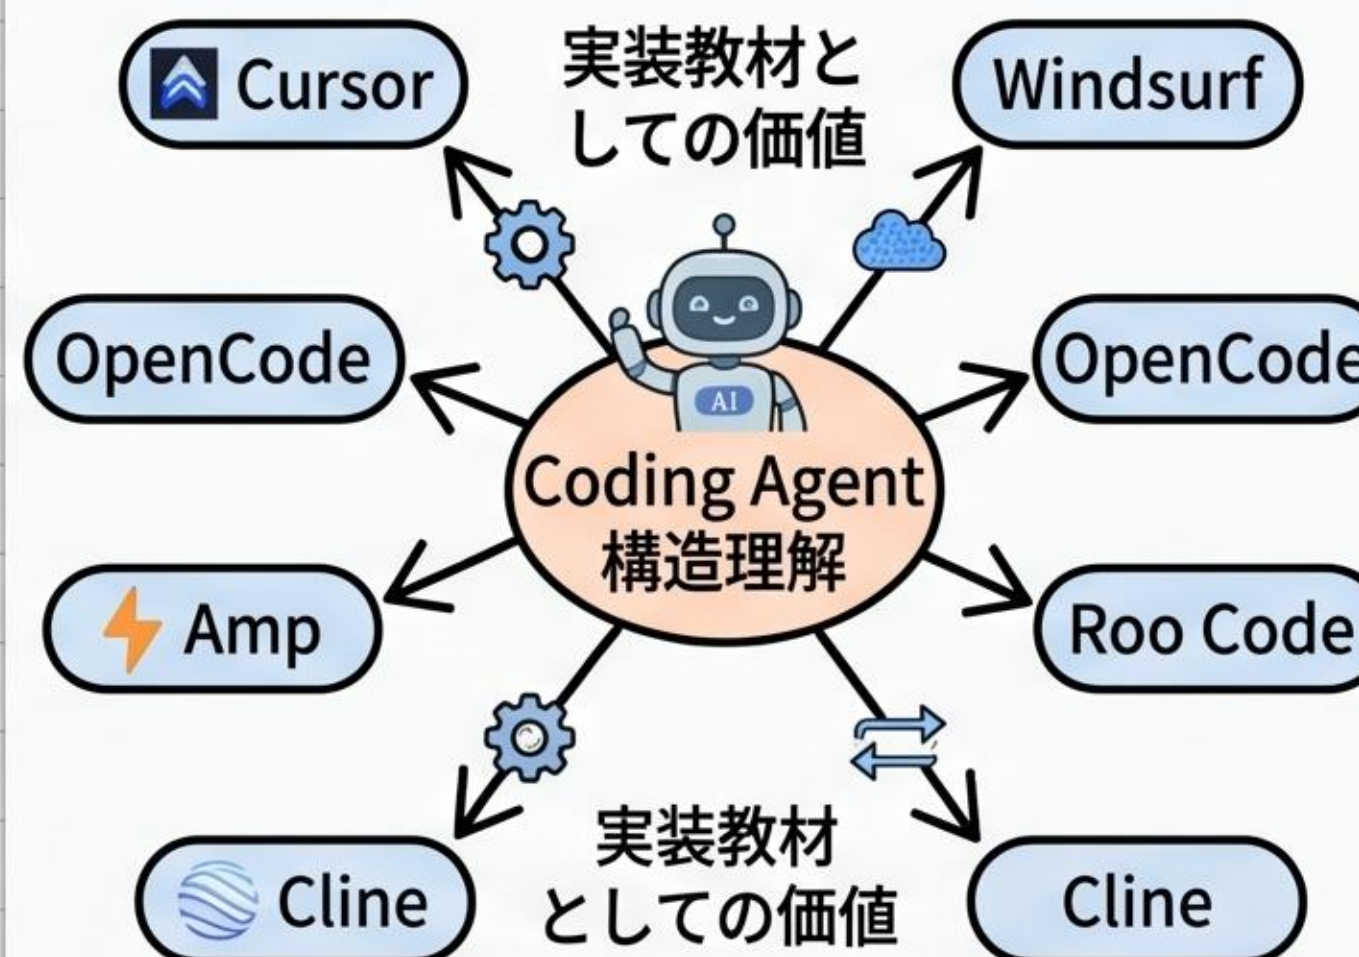 Cursor
実装教材と
しての価値
Windsurf
OpenCode
AI
OpenCode
Coding Agent
構造理解
Amp
Roo Code
実装教材
としての価値
Cline
Cline